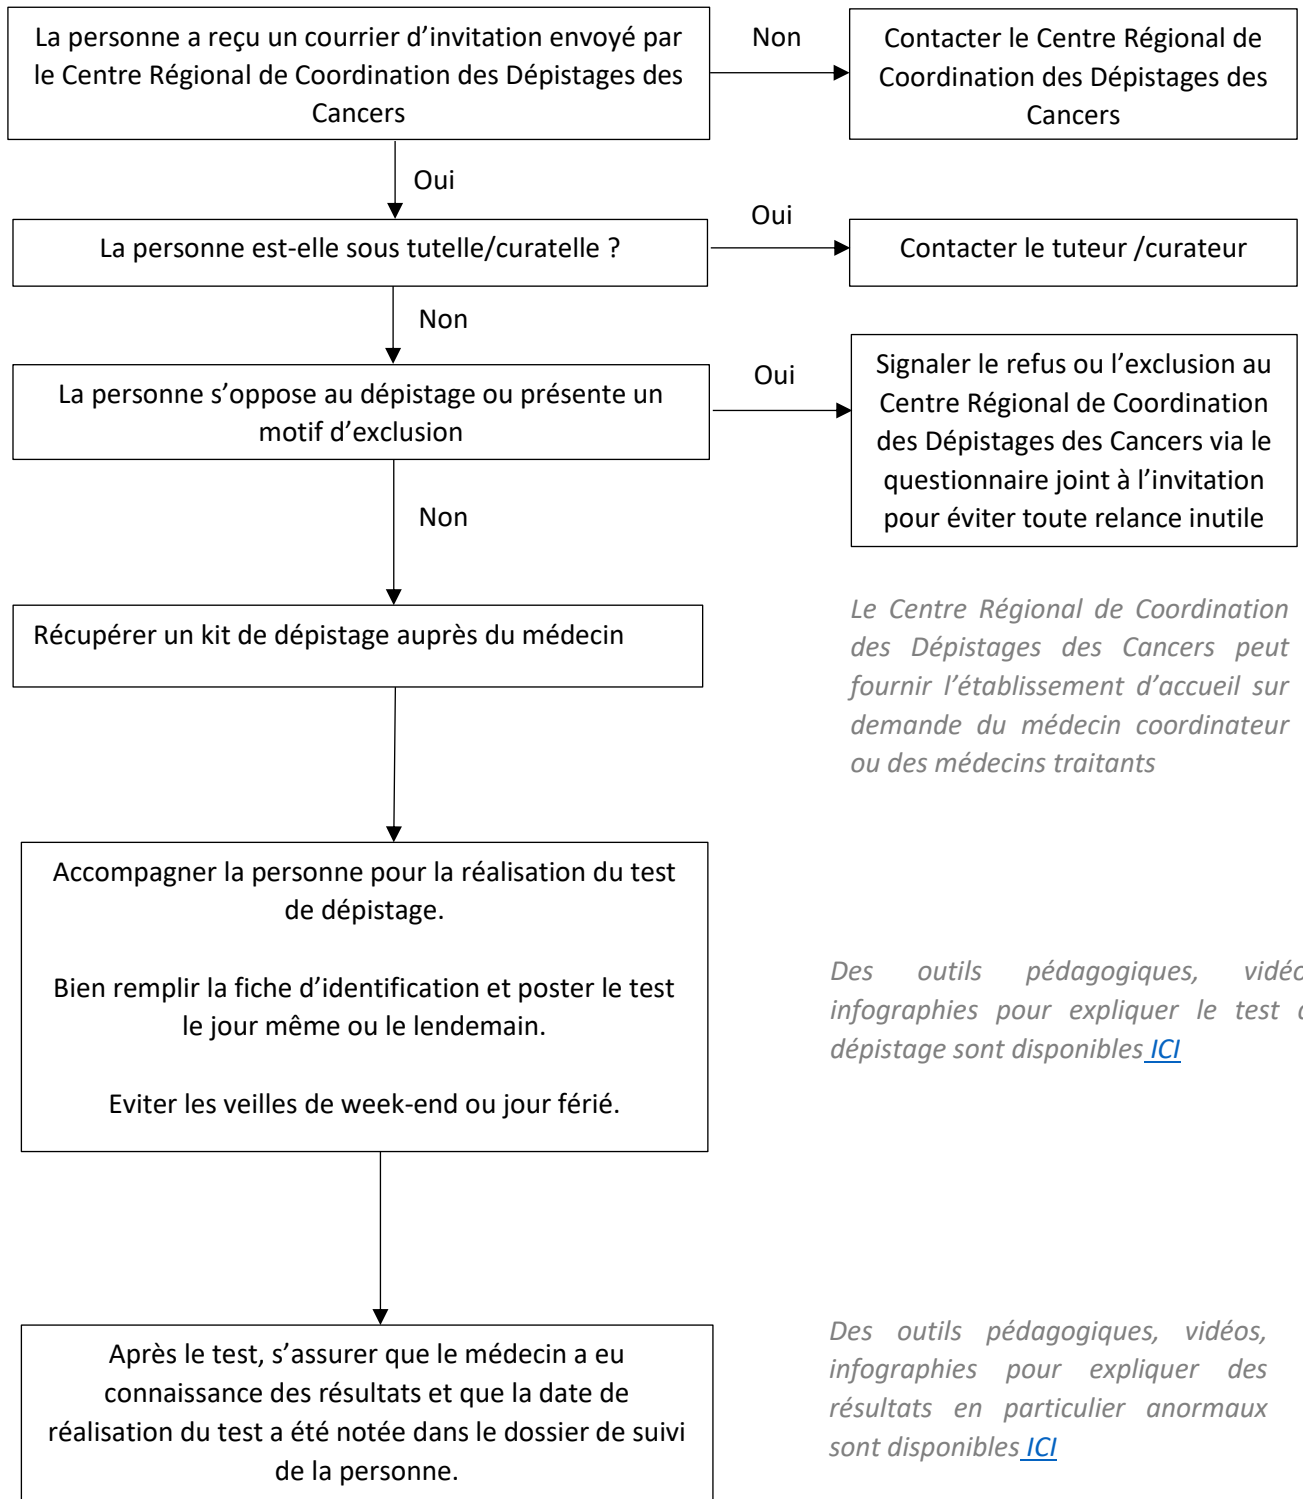 La personne a reçu un courrier d’invitation envoyé par
le Centre Régional de Coordination des Dépistages des
Cancers
Non
Contacter le Centre Régional de
Coordination des Dépistages des
Cancers
Oui
La personne est-elle sous tutelle/curatelle ?
Oui
Contacter le tuteur /curateur
Non
La personne s’oppose au dépistage ou présente un
motif d’exclusion
Oui
Signaler le refus ou l’exclusion au
Centre Régional de Coordination
des Dépistages des Cancers via le
questionnaire joint à l’invitation
pour éviter toute relance inutile
Non
Récupérer un kit de dépistage auprès du médecin
Le Centre Régional de Coordination
des Dépistages des Cancers peut
fournir l’établissement d’accueil sur
demande du médecin coordinateur
ou des médecins traitants
Accompagner la personne pour la réalisation du test
de dépistage.
Bien remplir la fiche d’identification et poster le test
le jour même ou le lendemain.
Eviter les veilles de week-end ou jour férié.
Des outils pédagogiques,
infographies pour expliquer le test
dépistage sont disponibles ICI
Après le test, s’assurer que le médecin a eu
connaissance des résultats et que la date de
réalisation du test a été notée dans le dossier de suivi
de la personne.
Des outils pédagogiques, vidéos,
infographies pour expliquer des
résultats en particulier anormaux
sont disponibles ICI